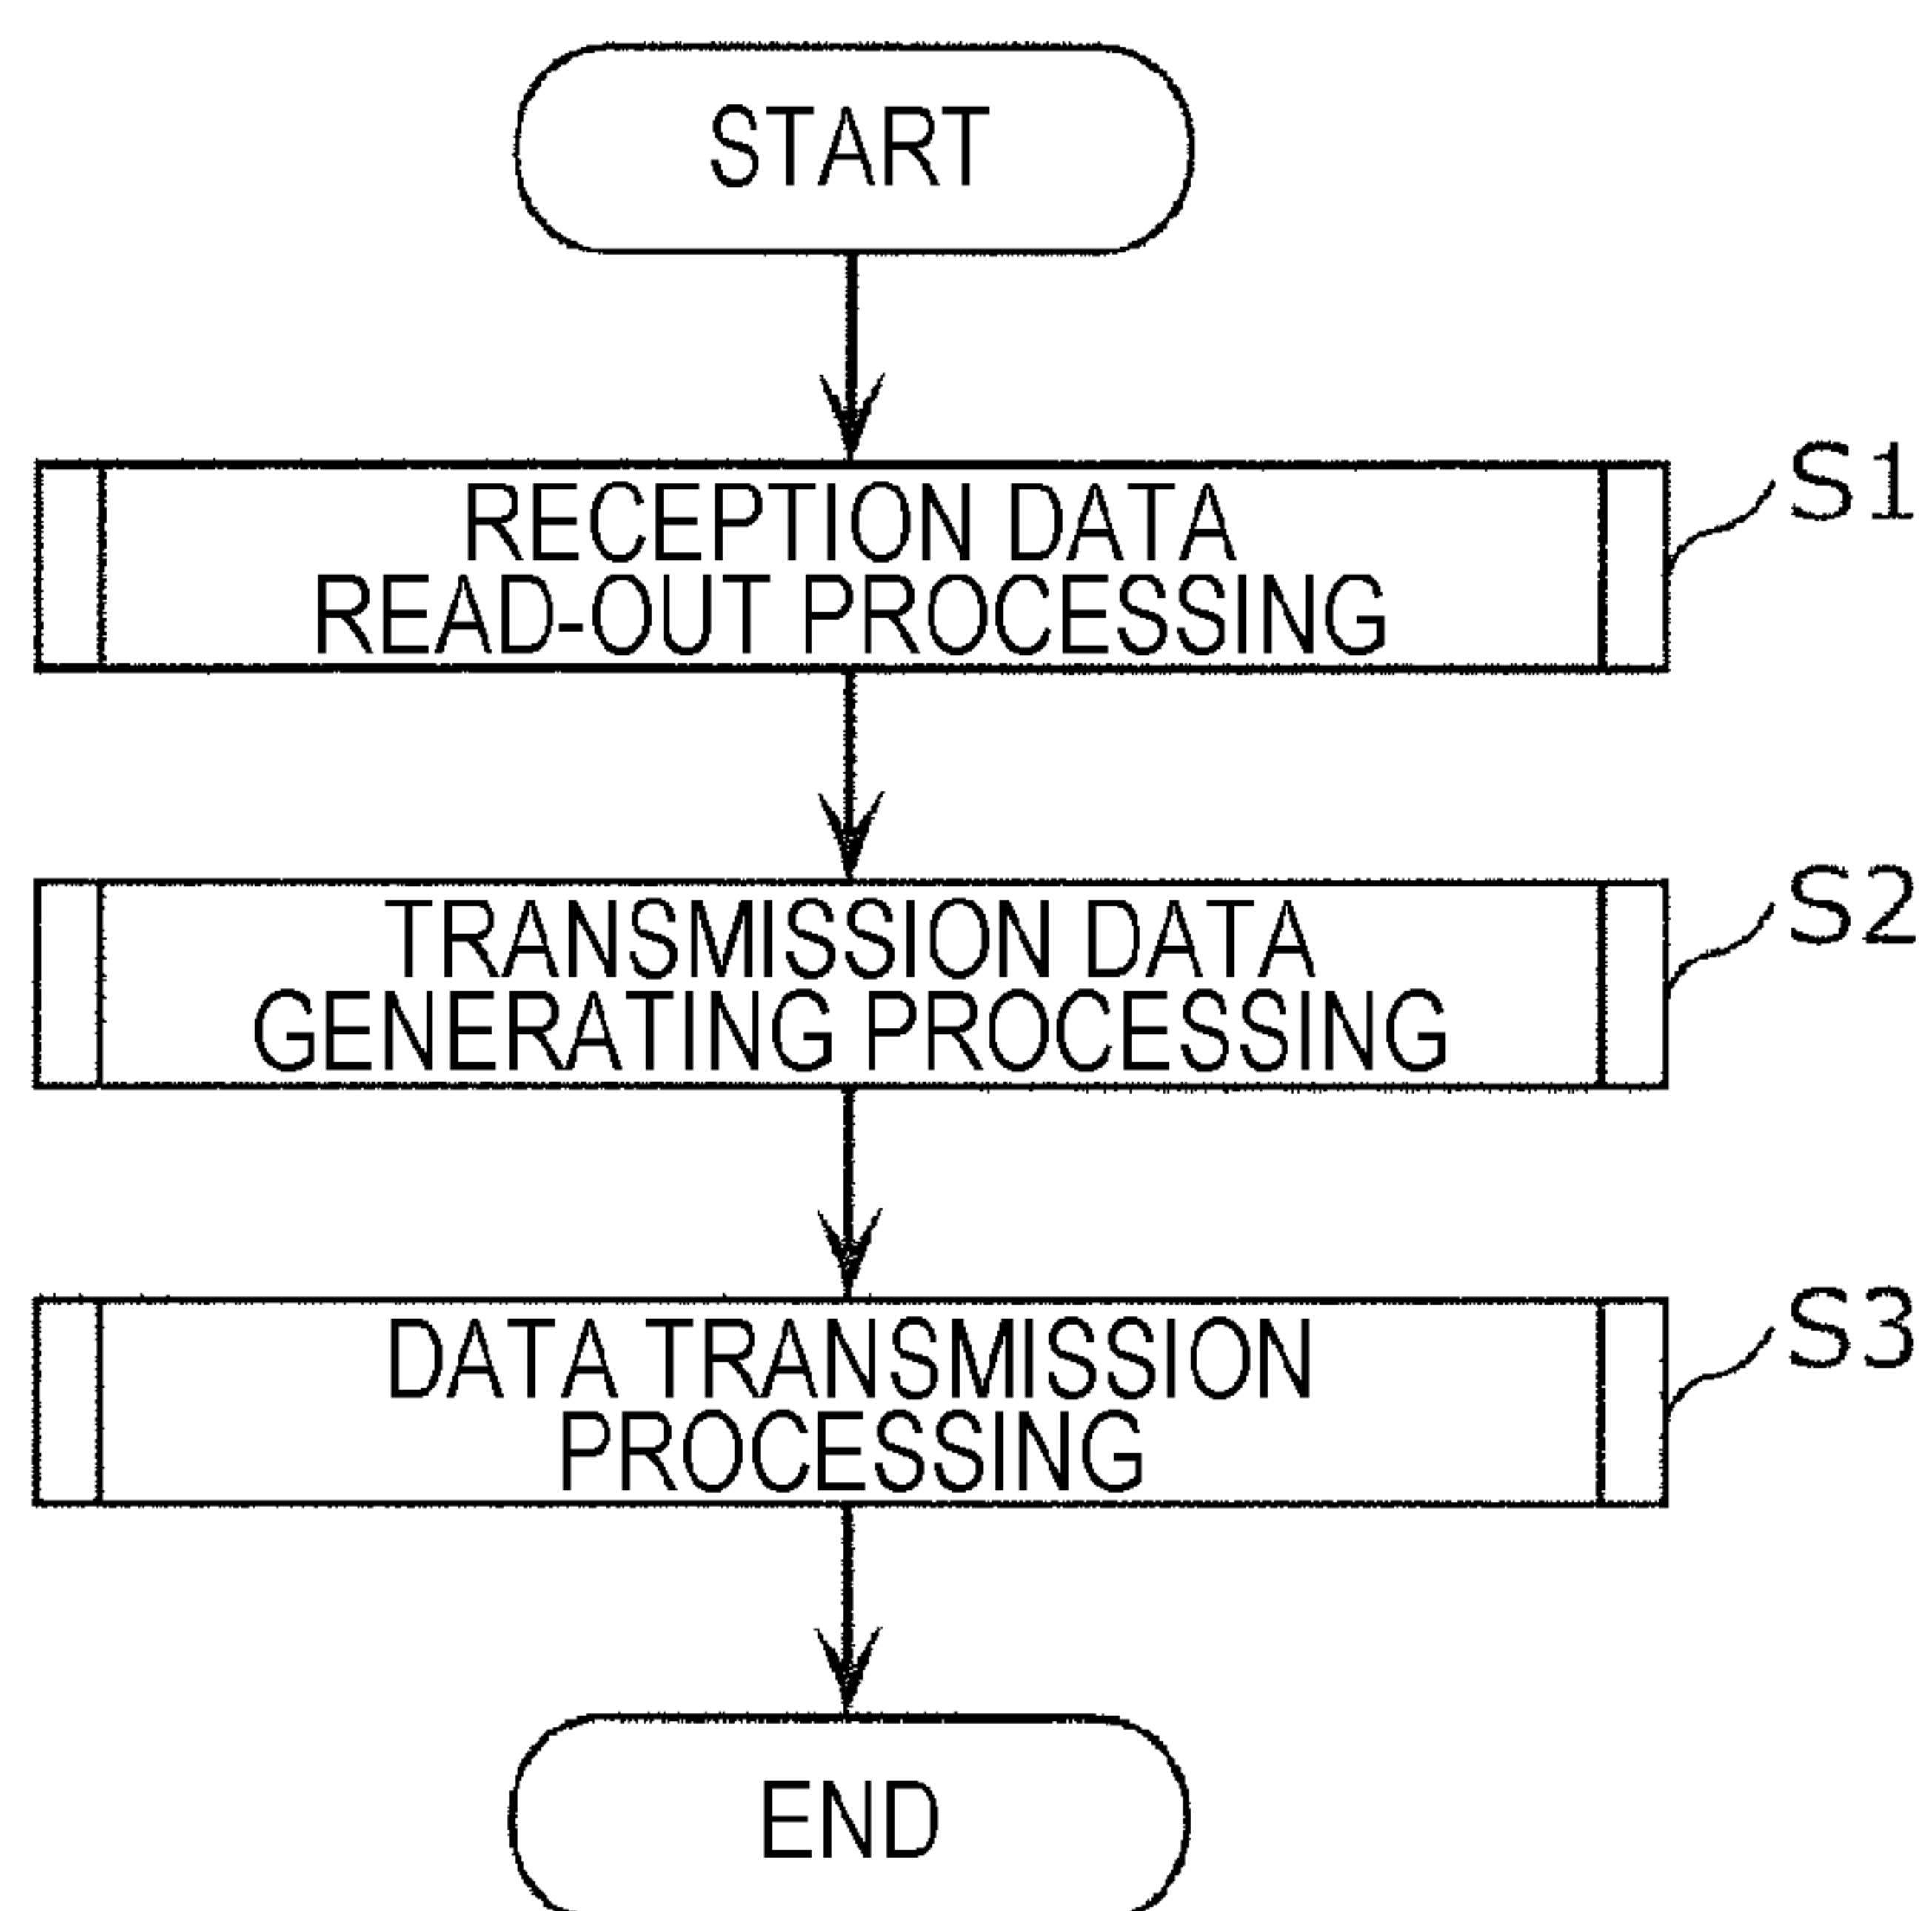 START
RECEPTION DATA
READ-OUT PROCESSING
S1
TRANSMISSION DATA
GENERATING PROCESSING
S2
DATA TRANSMISSION
PROCESSING
S3
END